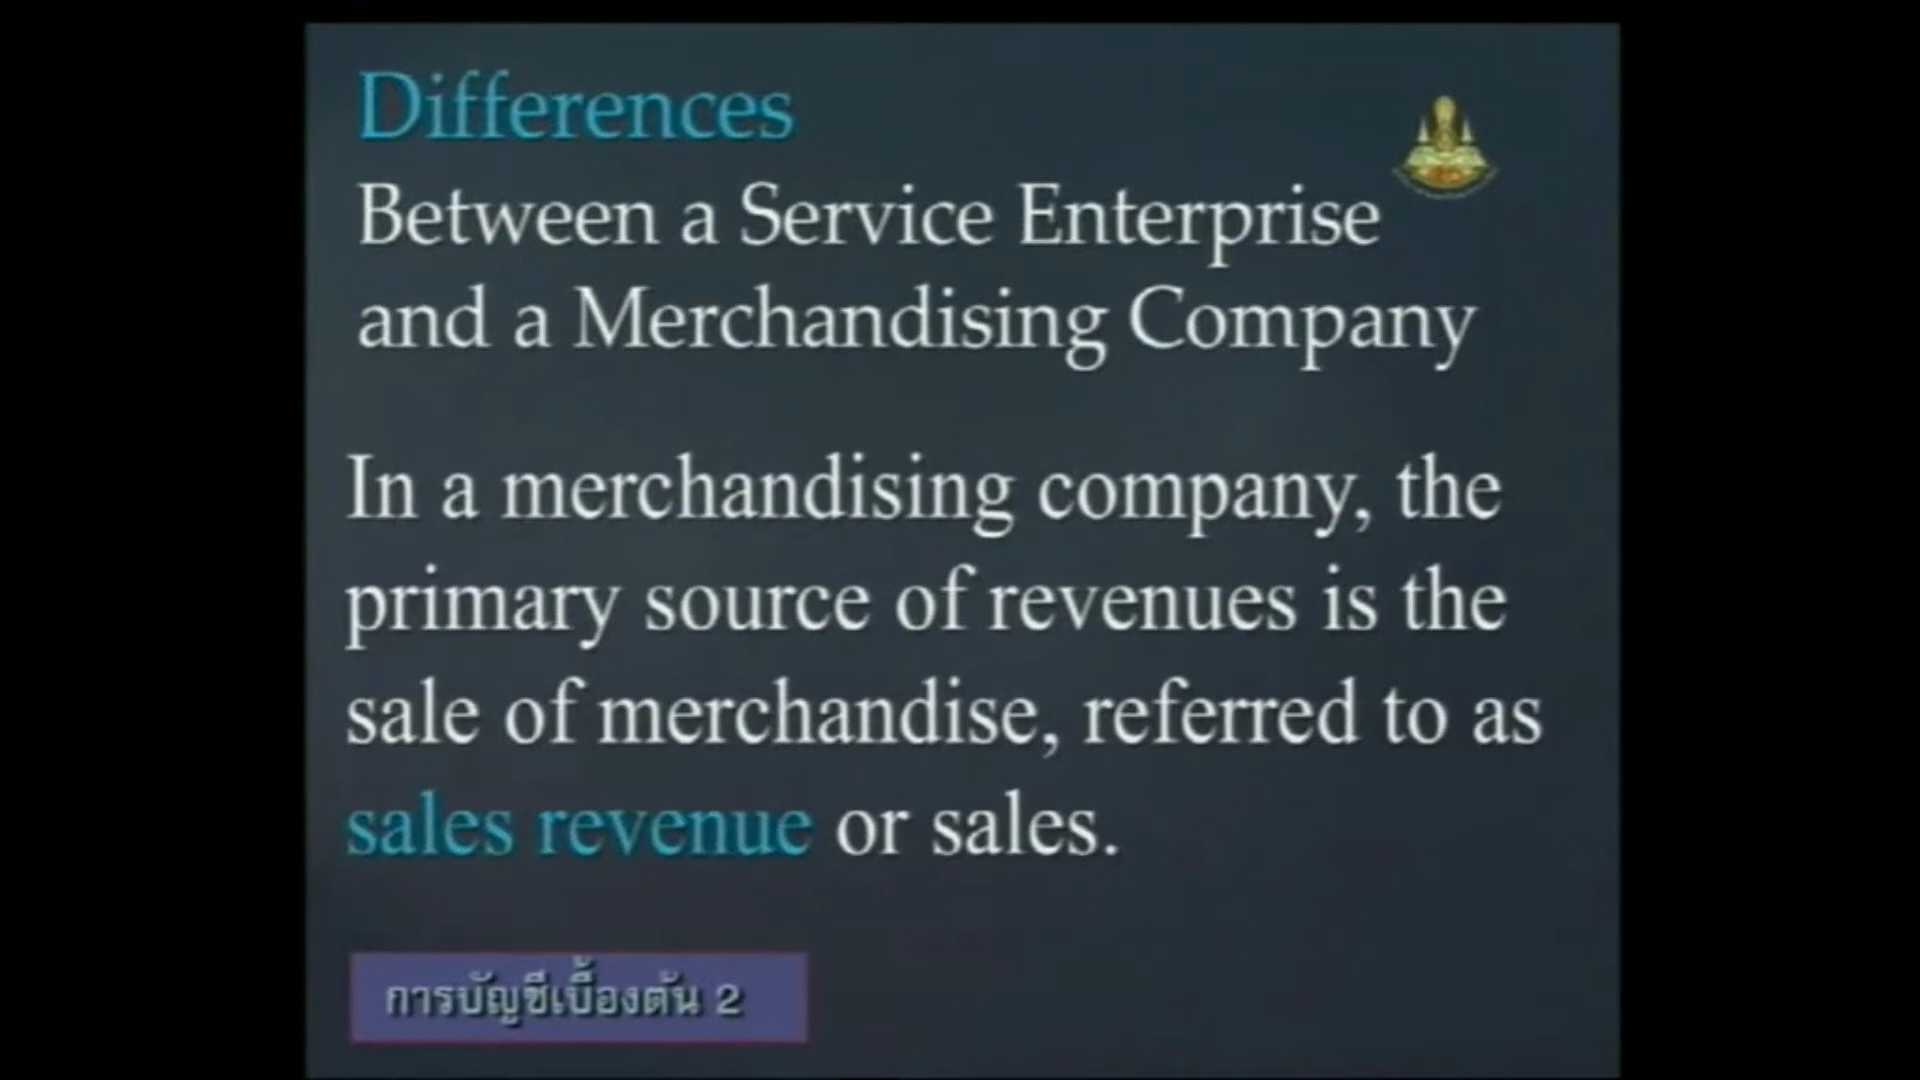 Differences
Between a Service Enterprise
and a Merchandising Company
In a merchandising company, the
primary source of revenues is the
sale of merchandise, referred to as
sales revenue or sales.
การบัญชีเบื้องต้น 2